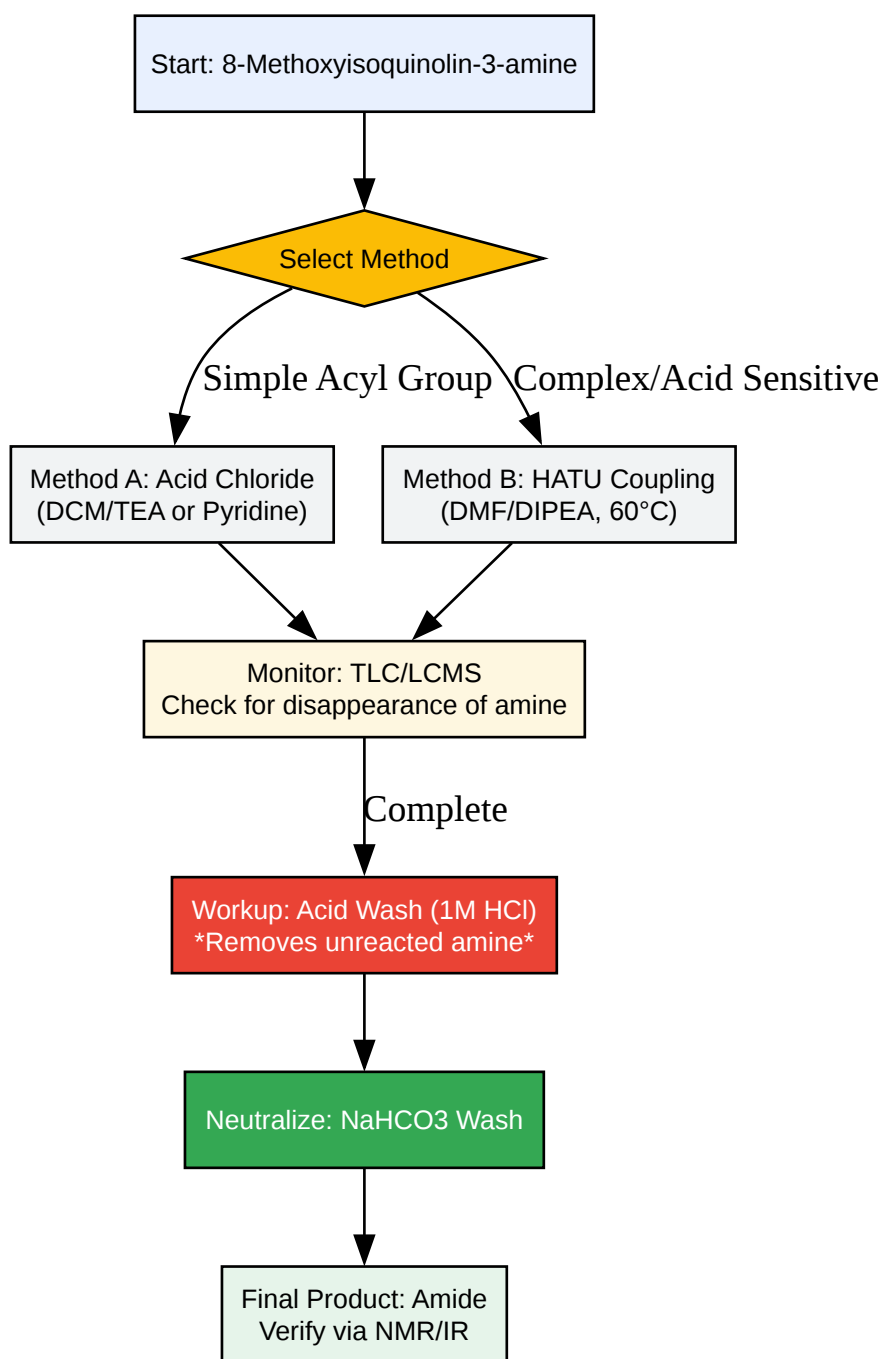 Start: 8-Methoxyisoquinolin-3-amine
Select Method
Simple Acyl Group
Complex/Acid Sensitive
Method A: Acid Chloride
(DCM/TEA or Pyridine)
Method B: HATU Coupling
(DMF/DIPEA, 60°C)
Monitor: TLC/LCMS
Check for disappearance of amine
Complete
Workup: Acid Wash (1M HCl)
*Removes unreacted amine*
Neutralize: NaHCO3 Wash
Final Product: Amide
Verify via NMR/IR